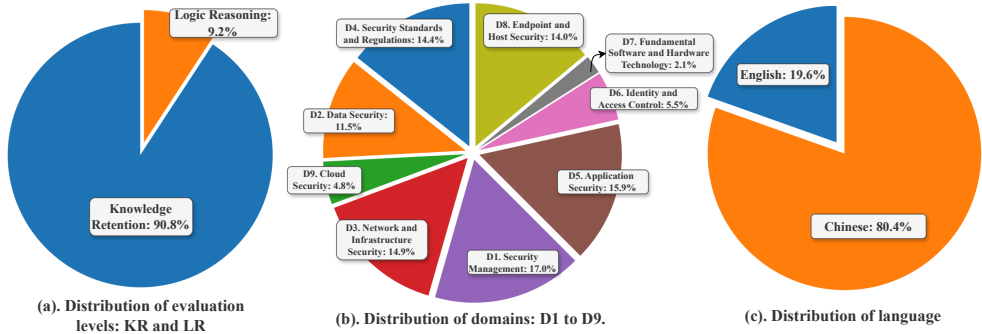 Logic Reasoning:
9.2%
Knowledge
Retention: 90.8%
(a). Distribution of evaluation
levels: KR and LR
D4. Security Standards
and Regulations: 14.4%
D8. Endpoint and
Host Security: 14.0%
D7. Fundamental
Software and Hardware
Technology: 2.1%
D6. Identity and
Access Control: 5.5%
D2. Data Security:
11.5%
D9. Cloud
Security: 4.8%
D5. Application
Security: 15.9%
D3. Network and
Infrastructure
Security: 14.9%
D1. Security
Management: 17.0%
(b). Distribution of domains: D1 to D9.
English: 19.6%
Chinese: 80.4%
(c). Distribution of language